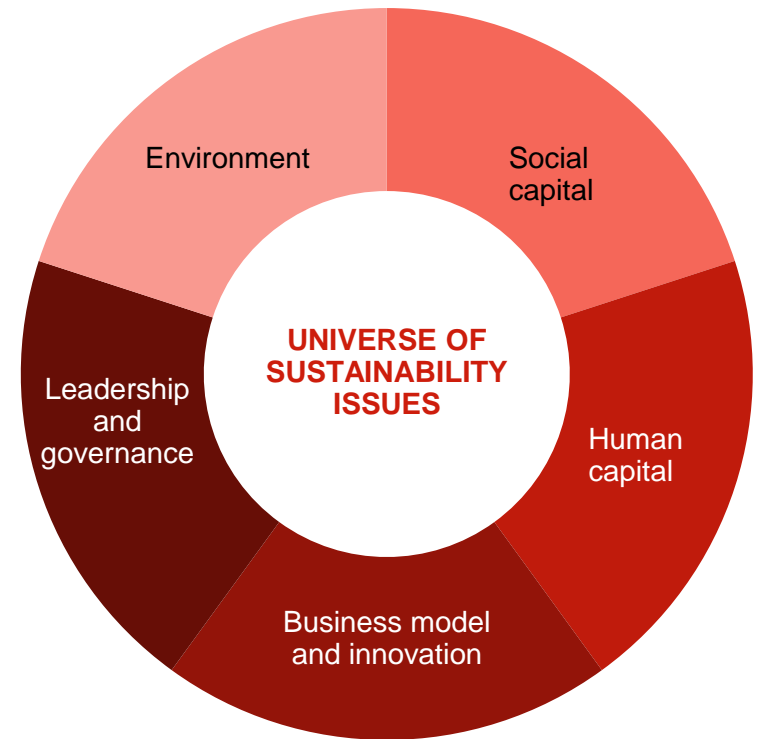 Environment
Social
capital
UNIVERSE OF
SUSTAINABILITY
ISSUES
Leadership
and
governance
Human
capital
Business model
and innovation